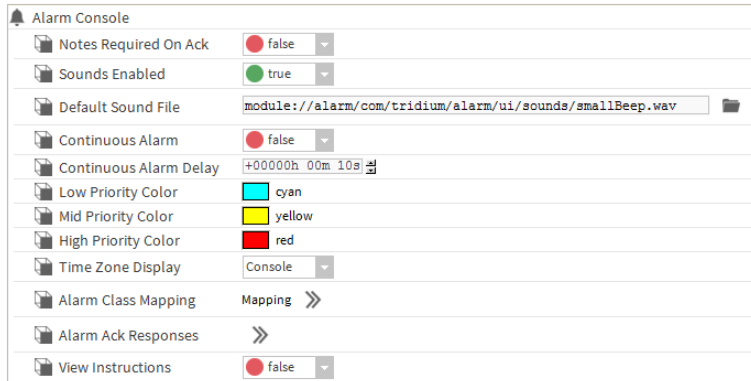 Alarm Console
Notes Required On Ack false
Sounds Enabled true
Default Sound File module://alarm/com/tridium/alarm/ui/sounds/smallBeep.wav
Continuous Alarm false
Continuous Alarm Delay +00000h 00m 10s
Low Priority Color cyan
Mid Priority Color yellow
High Priority Color red
Time Zone Display Console
Alarm Class Mapping Mapping
Alarm Ack Responses
View Instructions false